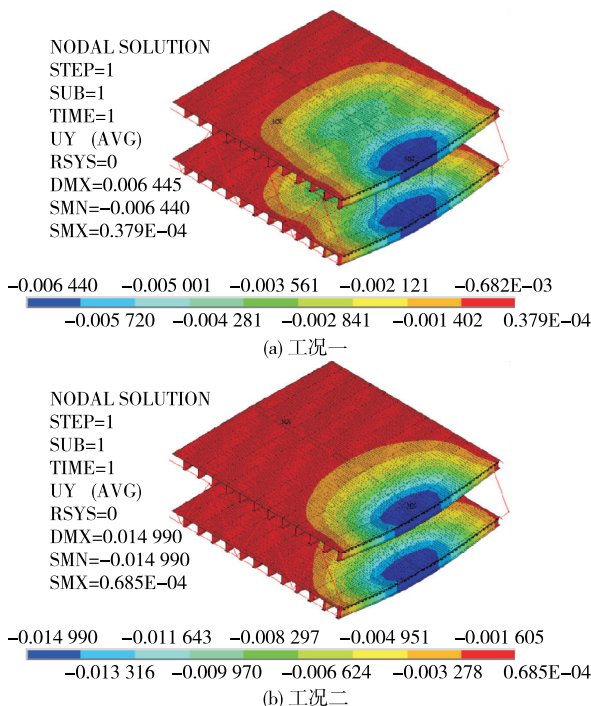 NODAL SOLUTION
STEP=1
SUB=1
TIME=1
UY (AVG)
RSYS=0
DMX=0.006 445
SMN=−0.006 440
SMX=0.379E−04
MX
MX
−0.006 440 −0.005 001 −0.003 561 −0.002 121 −0.682E−03
−0.005 720 −0.004 281 −0.002 841 −0.001 402 0.379E−04
(a) 工况一
NODAL SOLUTION
STEP=1
SUB=1
TIME=1
UY (AVG)
RSYS=0
DMX=0.014 990
SMN=−0.014 990
SMX=0.685E−04
−0.014 990 −0.011 643 −0.008 297 −0.004 951 −0.001 605
−0.013 316 −0.009 970 −0.006 624 −0.003 278 0.685E−04
(b) 工况二